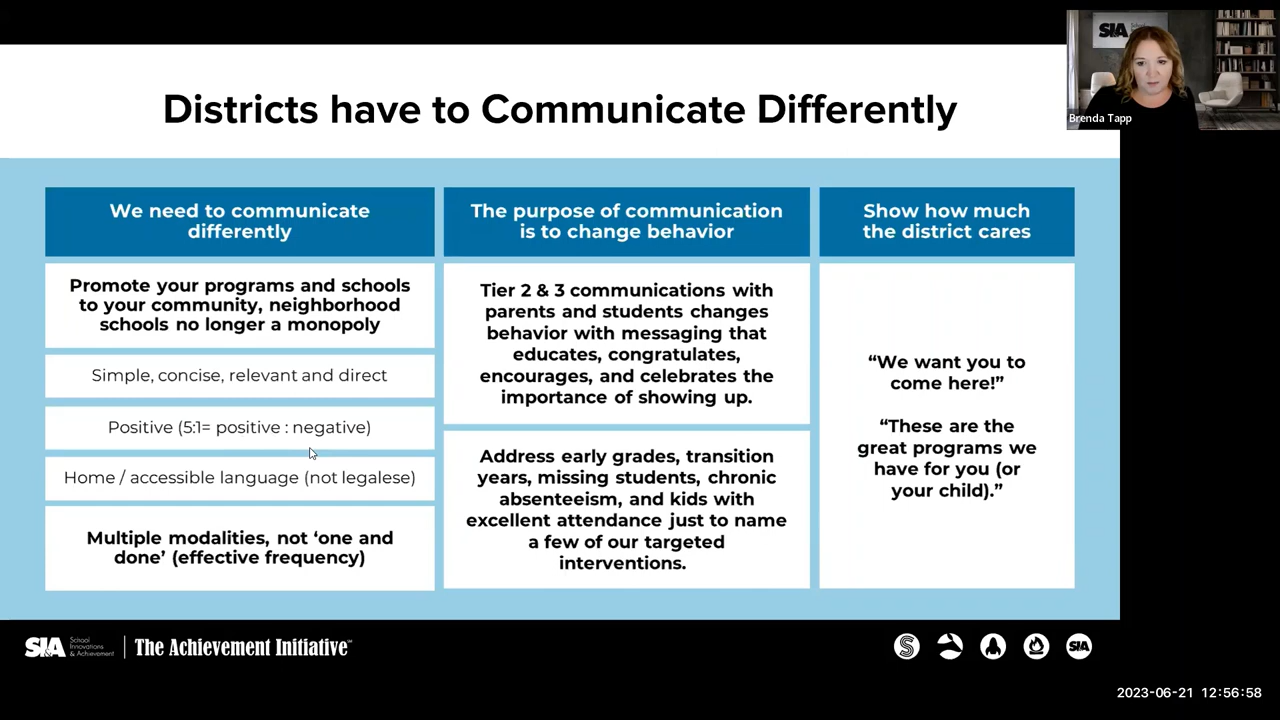 Districts have to Communicate Differently
SIA
Brenda Tapp
We need to communicate
differently
Promote your programs and schools
to your community, neighborhood
schools no longer a monopoly
Simple, concise, relevant and direct
Positive (5:1= positive : negative)
Home / accessible language (not legalese)
Multiple modalities, not ‘one and
done’ (effective frequency)
The purpose of communication
is to change behavior
Tier 2 & 3 communications with
parents and students changes
behavior with messaging that
educates, congratulates,
encourages, and celebrates the
importance of showing up.
Address early grades, transition
years, missing students, chronic
absenteeism, and kids with
excellent attendance just to name
a few of our targeted
interventions.
Show how much
the district cares
“We want you to
come here!”
“These are the
great programs we
have for you (or
your child).”
SIA School
Innovations
& Achievement
The Achievement Initiative
S
SIA
2023-06-21 12:56:58